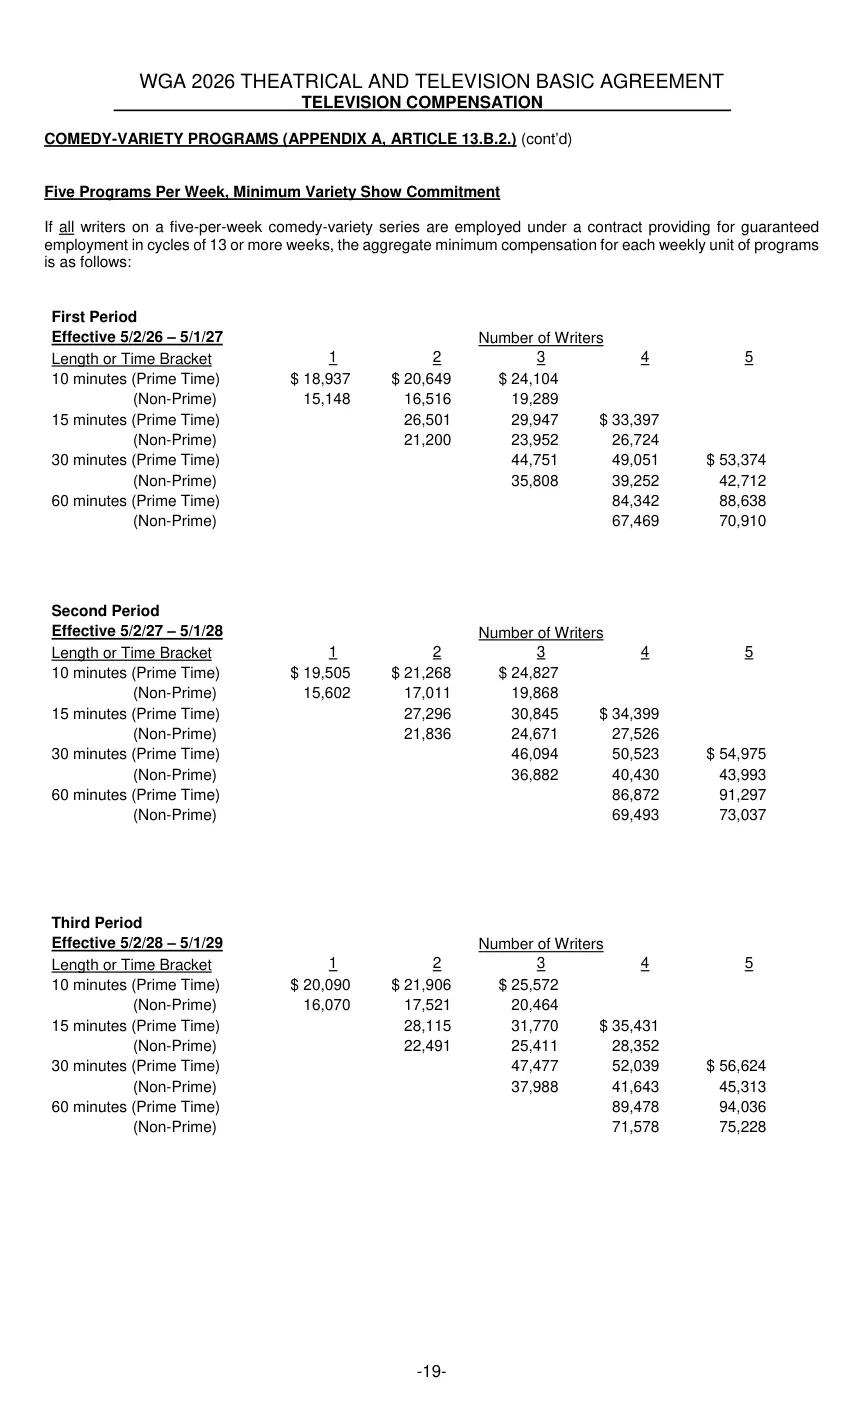 WGA 2026 THEATRICAL AND TELEVISION BASIC AGREEMENT
TELEVISION COMPENSATION
COMEDY-VARIETY PROGRAMS (APPENDIX A, ARTICLE 13.B.2.) (cont’d)
Five Programs Per Week, Minimum Variety Show Commitment
If all writers on a five-per-week comedy-variety series are employed under a contract providing for guaranteed
employment in cycles of 13 or more weeks, the aggregate minimum compensation for each weekly unit of programs
is as follows:
First Period
Effective 5/2/26 – 5/1/27 Number of Writers
Length or Time Bracket 1 2 3 4 5
10 minutes (Prime Time) $ 18,937 $ 20,649 $ 24,104
(Non-Prime) 15,148 16,516 19,289
15 minutes (Prime Time) 26,501 29,947 $ 33,397
(Non-Prime) 21,200 23,952 26,724
30 minutes (Prime Time) 44,751 49,051 $ 53,374
(Non-Prime) 35,808 39,252 42,712
60 minutes (Prime Time) 84,342 88,638
(Non-Prime) 67,469 70,910
Second Period
Effective 5/2/27 – 5/1/28 Number of Writers
Length or Time Bracket 1 2 3 4 5
10 minutes (Prime Time) $ 19,505 $ 21,268 $ 24,827
(Non-Prime) 15,602 17,011 19,868
15 minutes (Prime Time) 27,296 30,845 $ 34,399
(Non-Prime) 21,836 24,671 27,526
30 minutes (Prime Time) 46,094 50,523 $ 54,975
(Non-Prime) 36,882 40,430 43,993
60 minutes (Prime Time) 86,872 91,297
(Non-Prime) 69,493 73,037
Third Period
Effective 5/2/28 – 5/1/29 Number of Writers
Length or Time Bracket 1 2 3 4 5
10 minutes (Prime Time) $ 20,090 $ 21,906 $ 25,572
(Non-Prime) 16,070 17,521 20,464
15 minutes (Prime Time) 28,115 31,770 $ 35,431
(Non-Prime) 22,491 25,411 28,352
30 minutes (Prime Time) 47,477 52,039 $ 56,624
(Non-Prime) 37,988 41,643 45,313
60 minutes (Prime Time) 89,478 94,036
(Non-Prime) 71,578 75,228
-19-